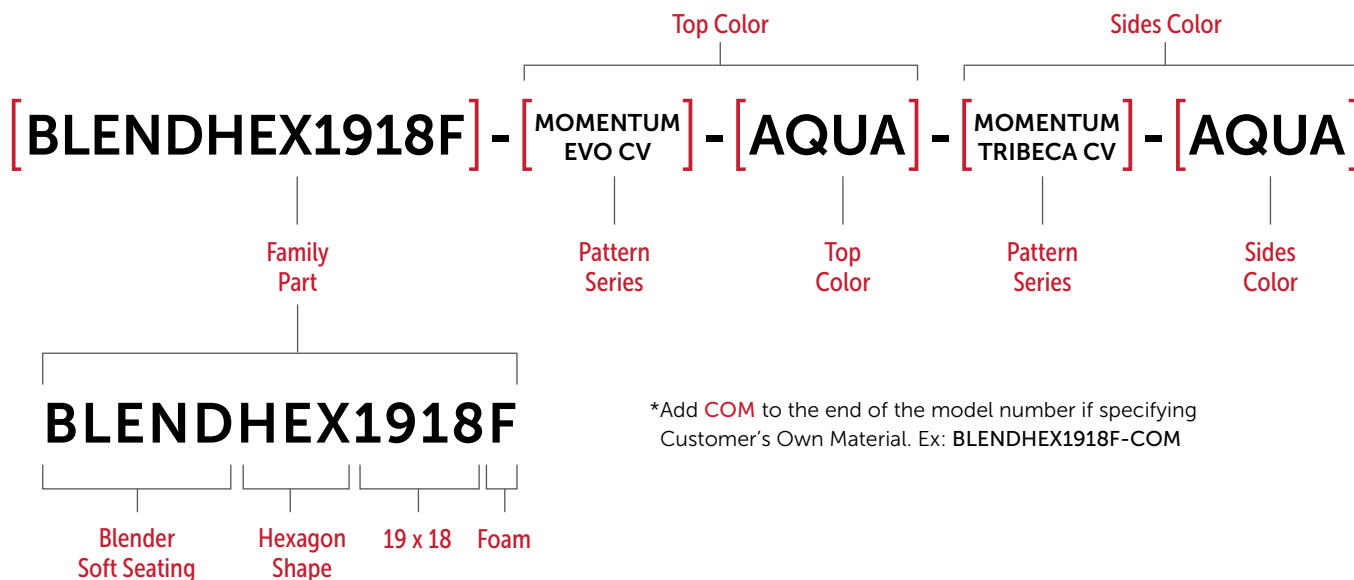 Top Color
Sides Color
[BLENDHEX1918F] - [MOMENTUM EVO CV] - [AQUA] - [MOMENTUM TRIBECA CV] - [AQUA]
Family
Part
Pattern
Series
Top
Color
Pattern
Series
Sides
Color
BLENDHEX1918F
Blender
Soft Seating
Hexagon
Shape
19 x 18
Foam
*Add COM to the end of the model number if specifying
Customer's Own Material. Ex: BLENDHEX1918F-COM